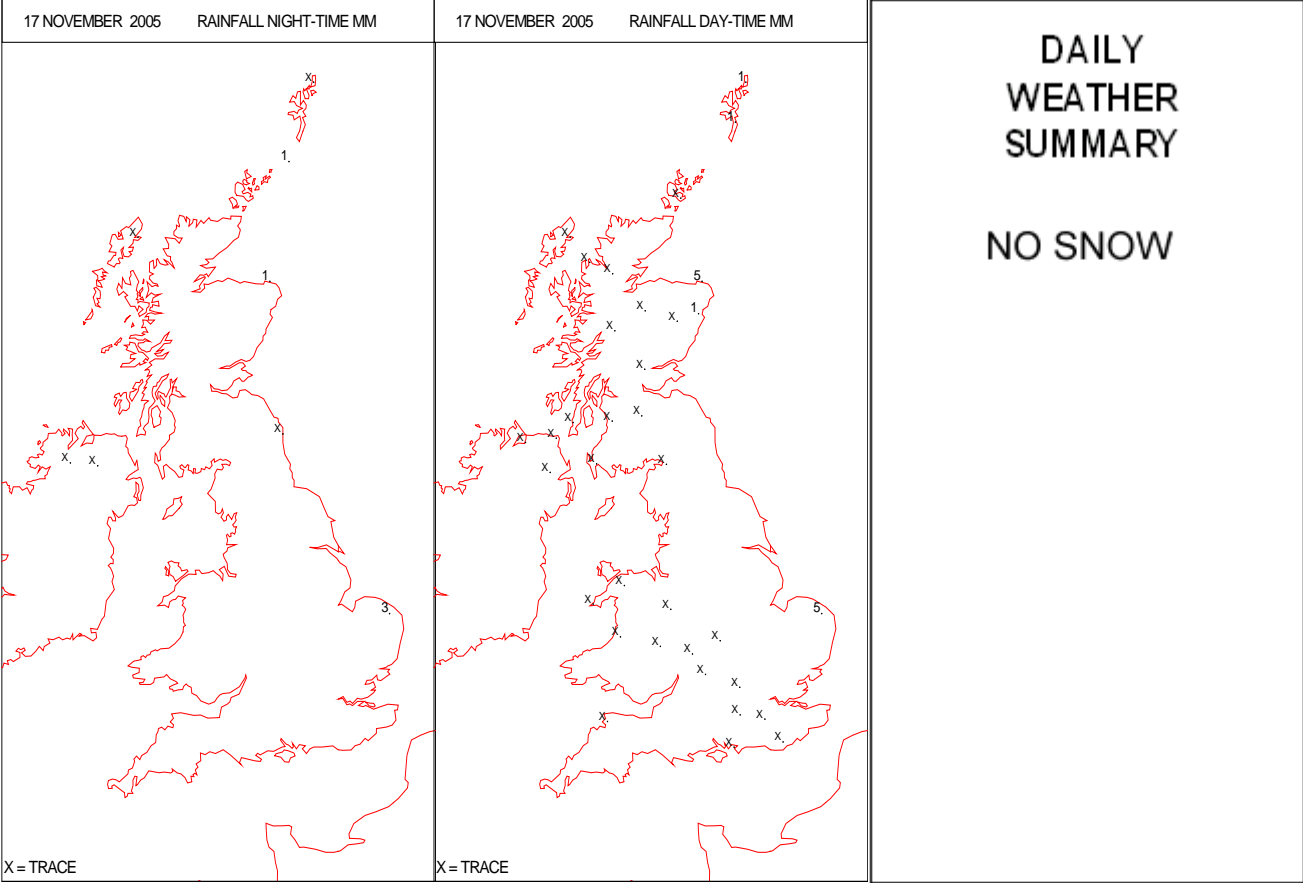 17 NOVEMBER 2005 RAINFALL NIGHT-TIME MM
X
1.
X.
1.
X.
X. X.
3.
X = TRACE
17 NOVEMBER 2005 RAINFALL DAY-TIME MM
1.
1.
X.
X.
X.
X.
5.
X. 1.
X.
X.
X.
X.
X. X.
X. X.
X. X.
X.
X.
X. X. 5.
X. X.
X. X.
X.
X.
X. X. X.
X. X.
X = TRACE
DAILY
WEATHER
SUMMARY
NO SNOW